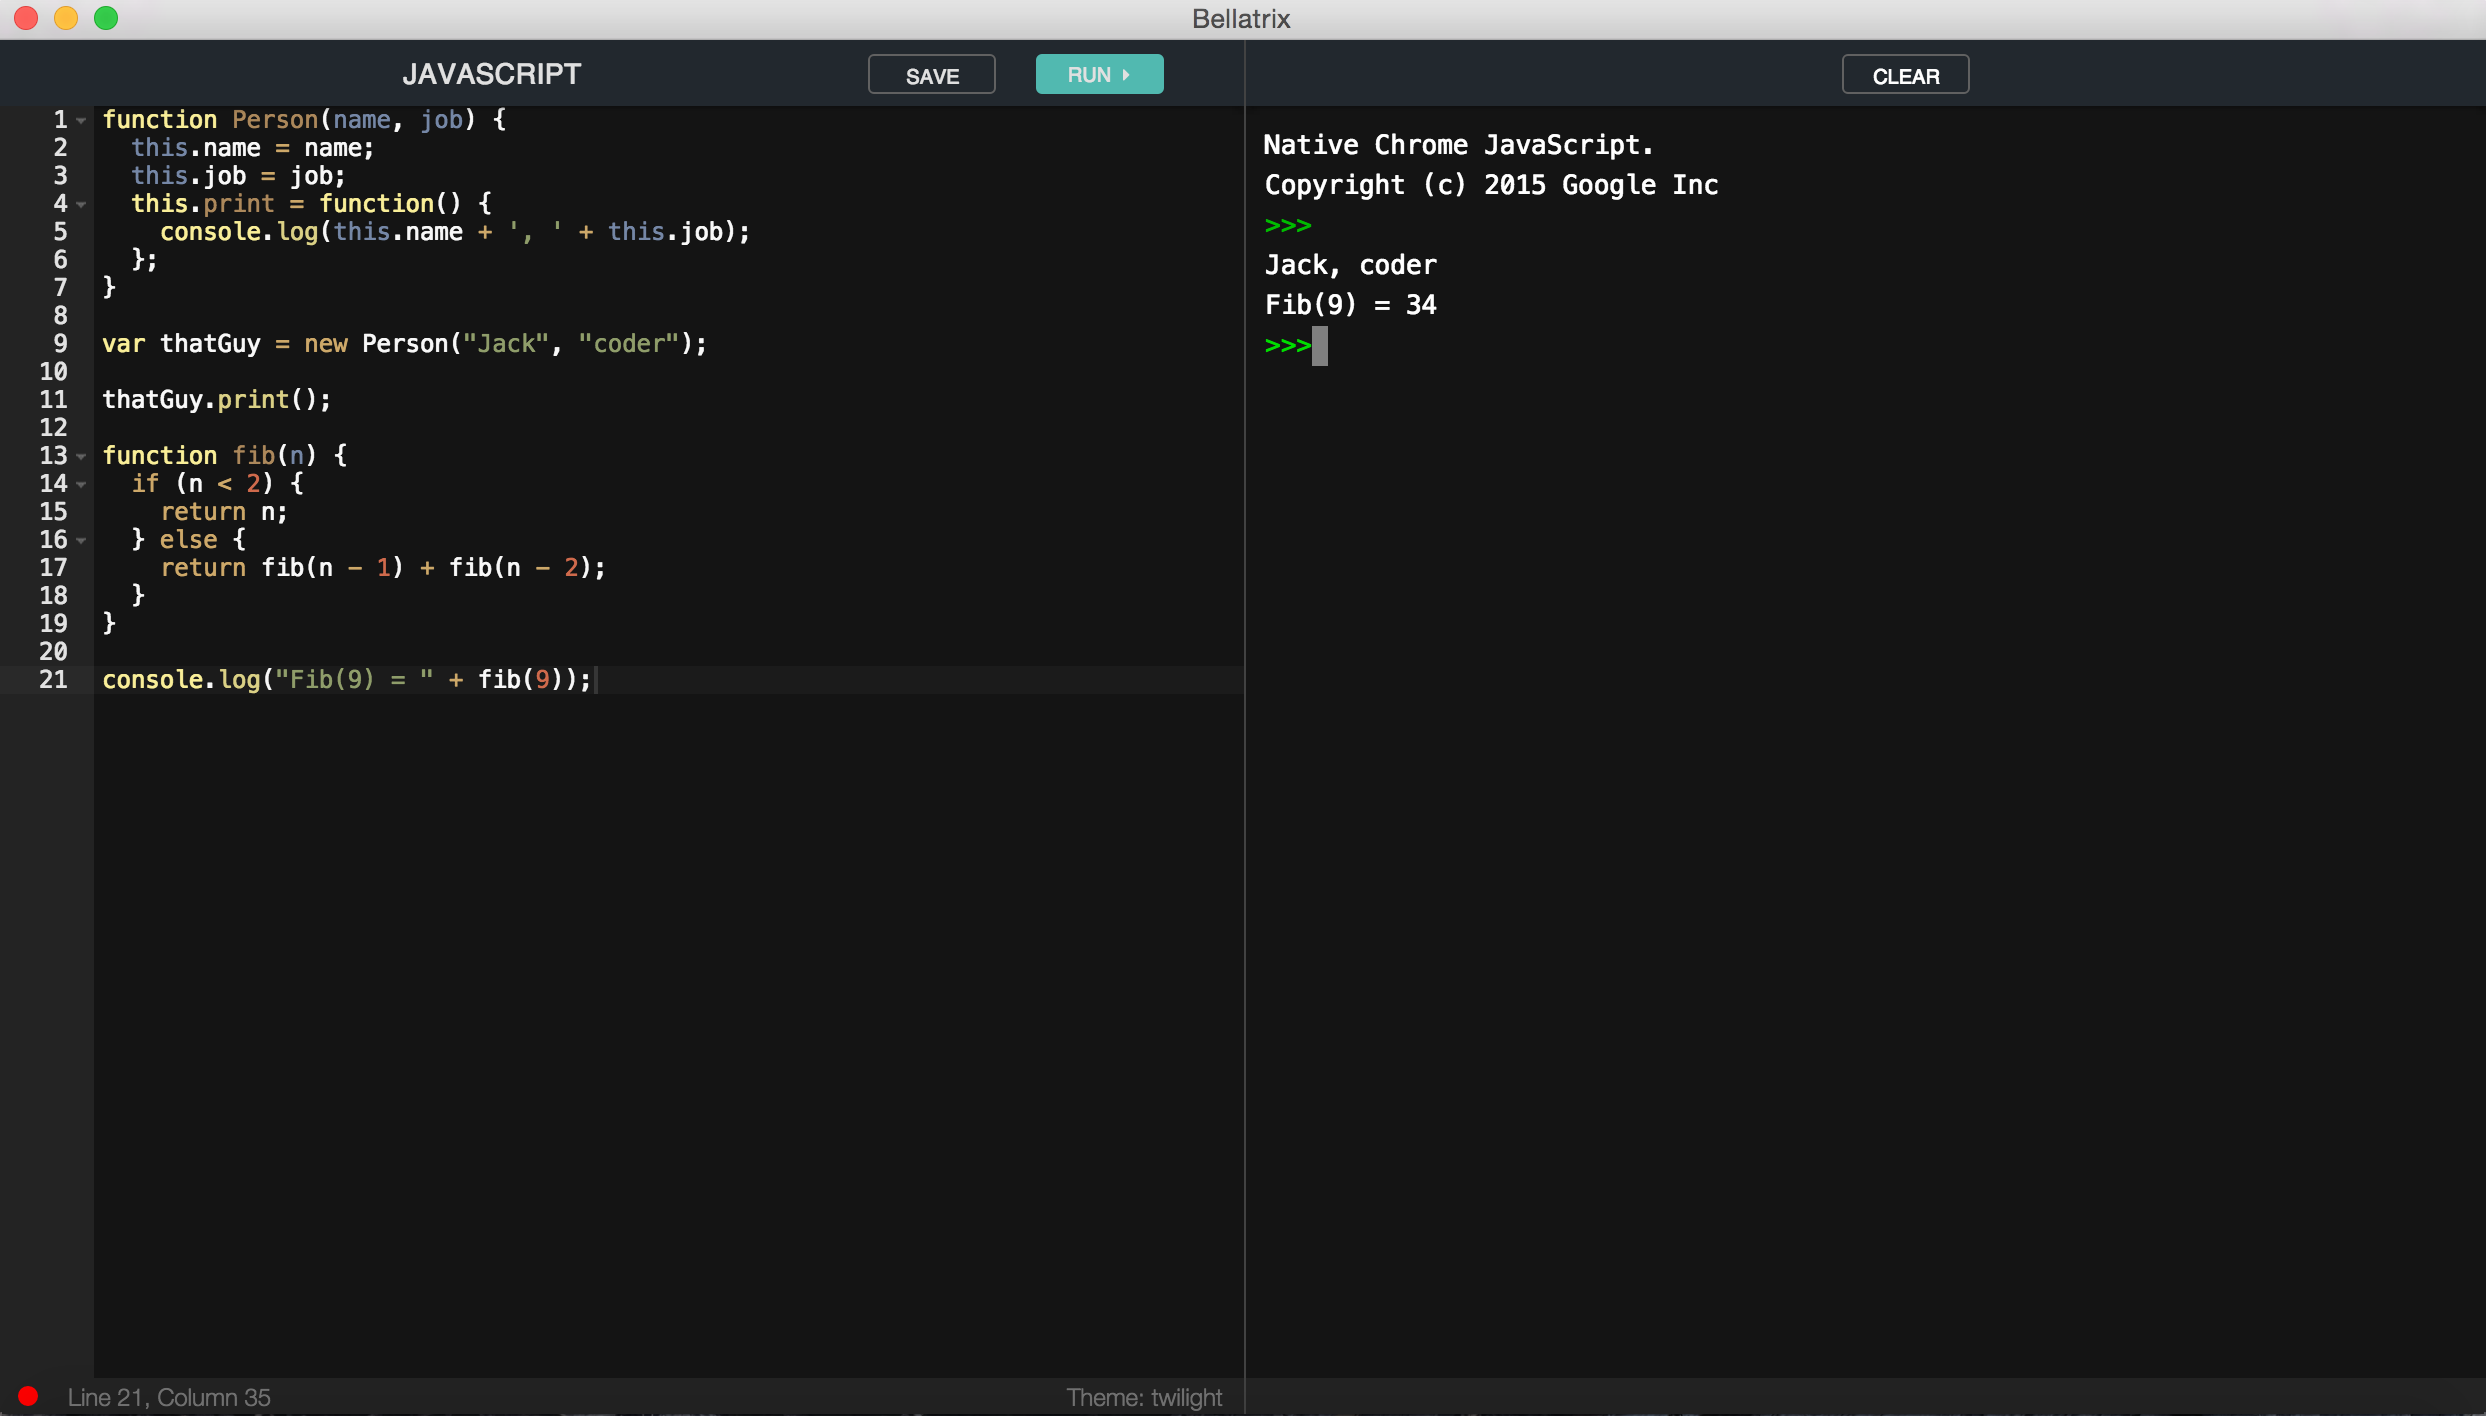 Bellatrix
JAVASCRIPT
SAVE
RUN
CLEAR
1 function Person(name, job) {
2   this.name = name;
3   this.job = job;
4   this.print = function() {
5     console.log(this.name + ', ' + this.job);
6   };
7 }
8
9 var thatGuy = new Person("Jack", "coder");
10
11 thatGuy.print();
12
13 function fib(n) {
14   if (n < 2) {
15     return n;
16   } else {
17     return fib(n - 1) + fib(n - 2);
18   }
19 }
20
21 console.log("Fib(9) = " + fib(9));
Native Chrome JavaScript.
Copyright (c) 2015 Google Inc
>>>
Jack, coder
Fib(9) = 34
>>>
Line 21, Column 35
Theme: twilight